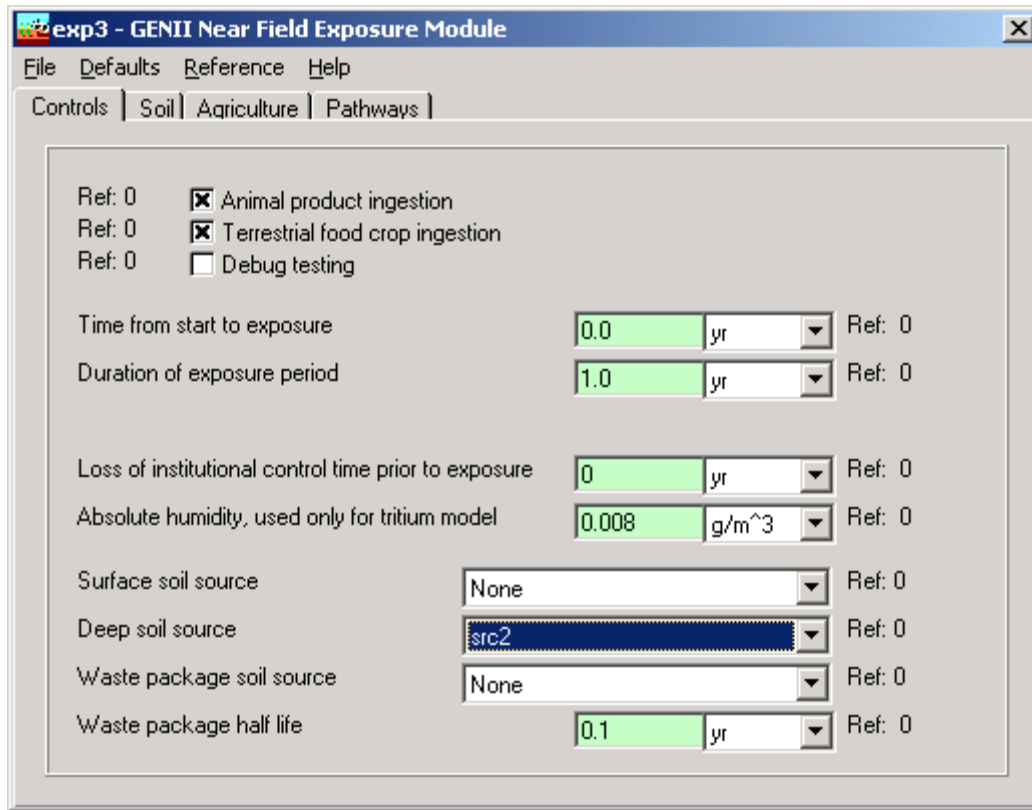 exp3 - GENII Near Field Exposure Module
File Defaults Reference Help
Controls Soil Agriculture Pathways
Ref: 0 Animal product ingestion
Ref: 0 Terrestrial food crop ingestion
Ref: 0 Debug testing
Time from start to exposure 0.0 yr Ref: 0
Duration of exposure period 1.0 yr Ref: 0
Loss of institutional control time prior to exposure 0 yr Ref: 0
Absolute humidity, used only for tritium model 0.008 g/m^3 Ref: 0
Surface soil source None Ref: 0
Deep soil source src2 Ref: 0
Waste package soil source None Ref: 0
Waste package half life 0.1 yr Ref: 0